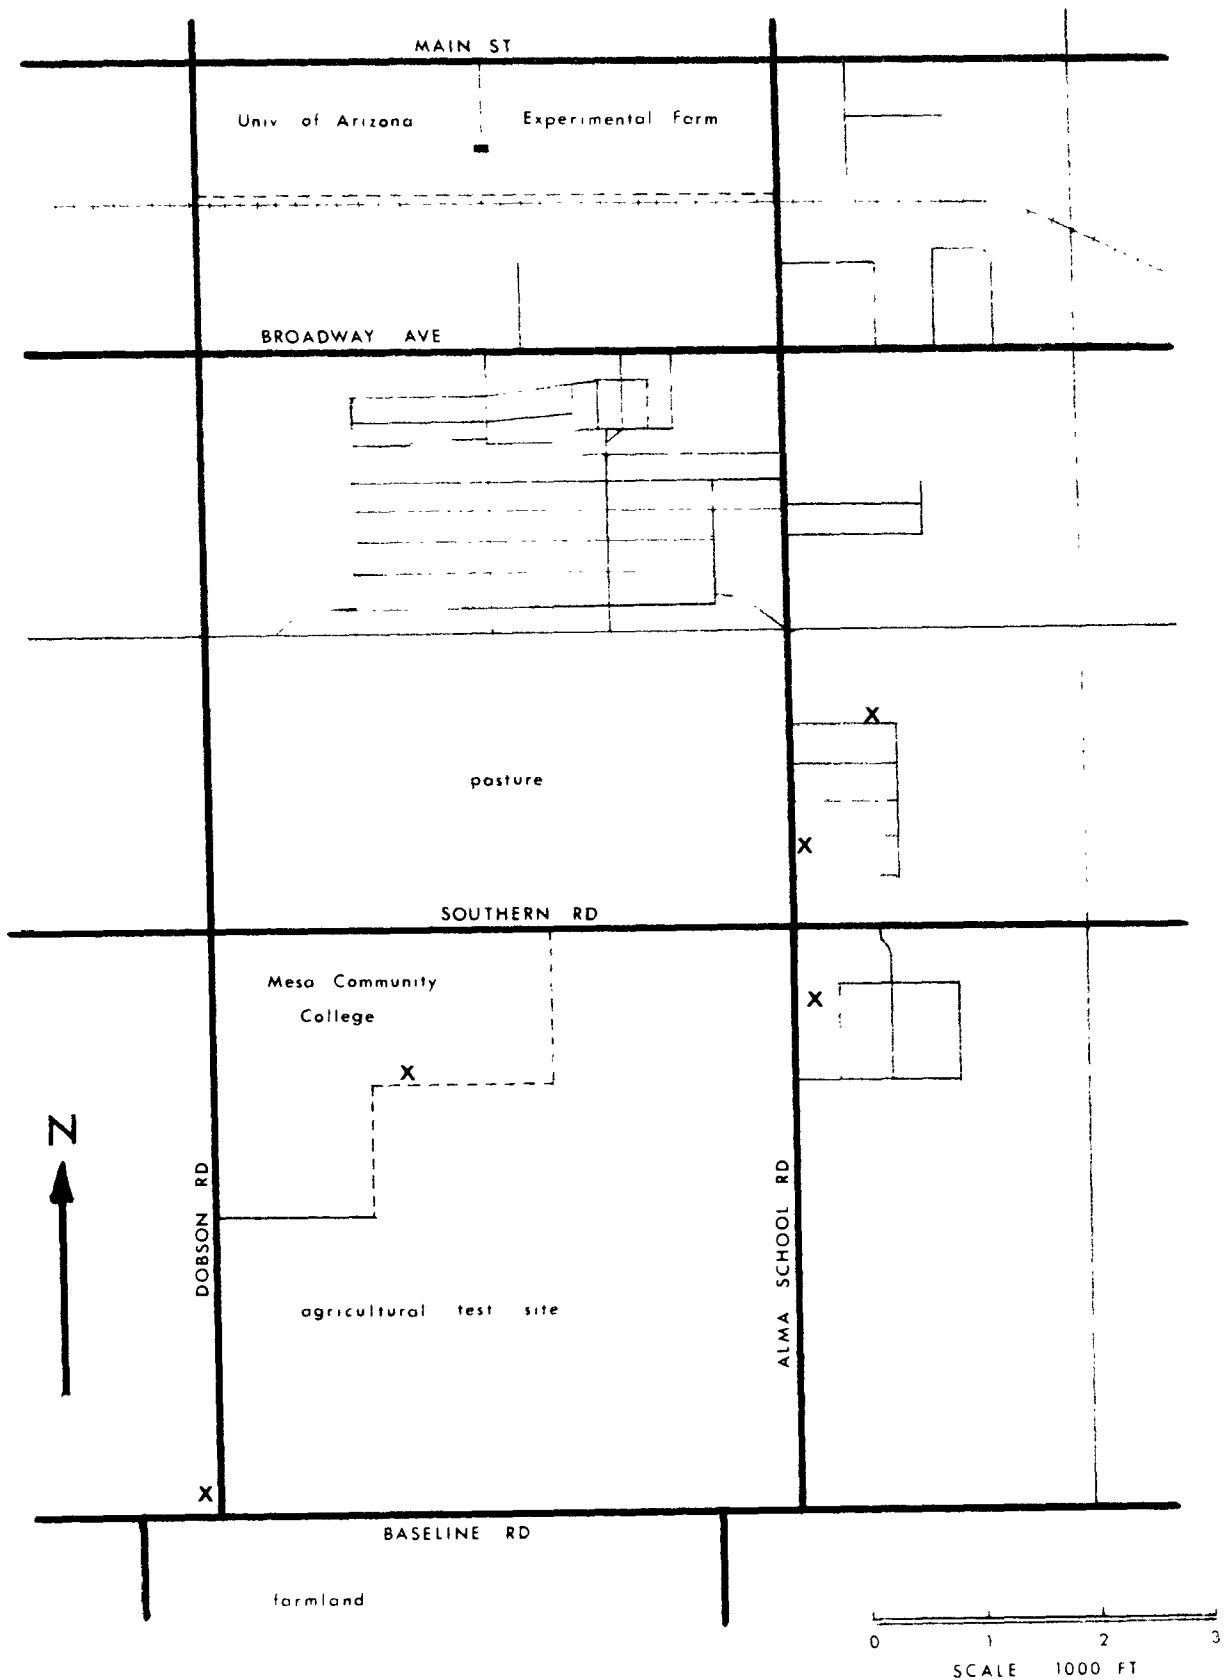 MAIN ST
Univ of Arizona Experimental Farm
BROADWAY AVE
X
pasture
X
SOUTHERN RD
Mesa Community
College
X
X
N
DOBSON RD
ALMA SCHOOL RD
agricultural test site
X
BASELINE RD
farmland
0 1 2 3
SCALE 1000 FT